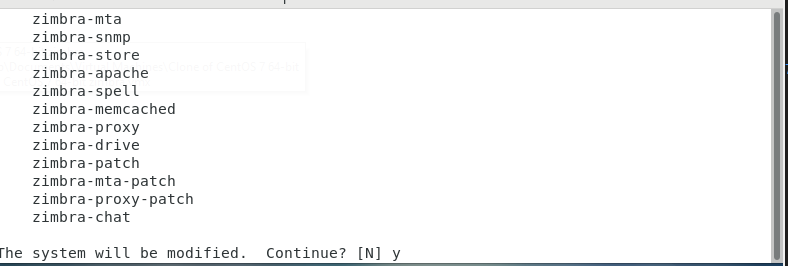 zimbra-mta
zimbra-snmp
zimbra-store
zimbra-apache
zimbra-spell
zimbra-memcached
zimbra-proxy
zimbra-drive
zimbra-patch
zimbra-mta-patch
zimbra-proxy-patch
zimbra-chat
The system will be modified.  Continue? [N] y